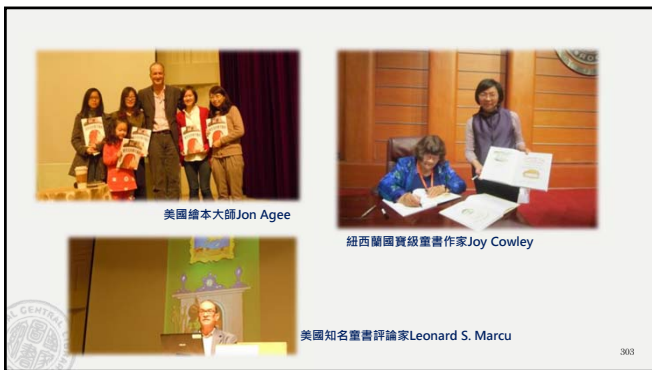 美國繪本大師Jon Agee
紐西蘭國寶級童書作家Joy Cowley
美國知名童書評論家Leonard S. Marcu
303